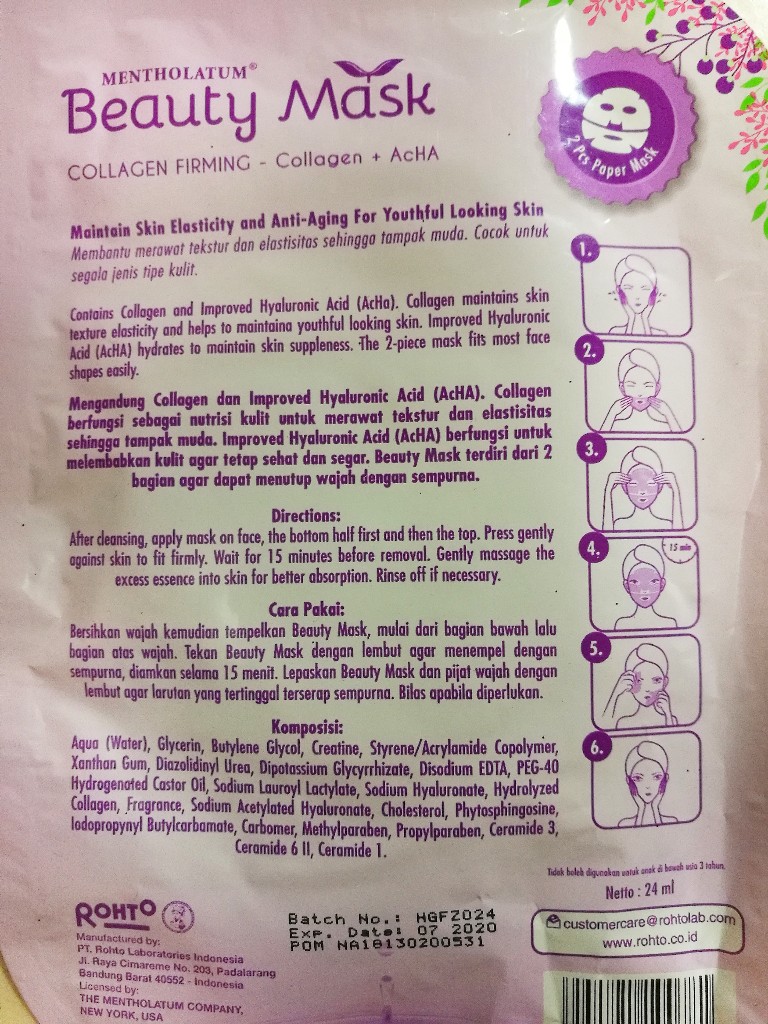 MENTHOLATUM®
Beauty Mask
COLLAGEN FIRMING - Collagen + AcHA
2 Pcs Paper Mask
Maintain Skin Elasticity and Anti-Aging For Youthful Looking Skin
Membantu merawat tekstur dan elastisitas sehingga tampak muda. Cocok untuk
segala jenis tipe kulit.
Contains Collagen and Improved Hyaluronic Acid (AcHa). Collagen maintains skin
texture elasticity and helps to maintaina youthful looking skin. Improved Hyaluronic
Acid (AcHA) hydrates to maintain skin suppleness. The 2-piece mask fits most face
shapes easily.
Mengandung Collagen dan Improved Hyaluronic Acid (AcHA). Collagen
berfungsi sebagai nutrisi kulit untuk merawat tekstur dan elastisitas
sehingga tampak muda. Improved Hyaluronic Acid (AcHA) berfungsi untuk
melembabkan kulit agar tetap sehat dan segar. Beauty Mask terdiri dari 2
bagian agar dapat menutup wajah dengan sempurna.
Directions:
After cleansing, apply mask on face, the bottom half first and then the top. Press gently
against skin to fit firmly. Wait for 15 minutes before removal. Gently massage the
excess essence into skin for better absorption. Rinse off if necessary.
Cara Pakai:
Bersihkan wajah kemudian tempelkan Beauty Mask, mulai dari bagian bawah lalu
bagian atas wajah. Tekan Beauty Mask dengan lembut agar menempel dengan
sempurna, diamkan selama 15 menit. Lepaskan Beauty Mask dan pijat wajah dengan
lembut agar larutan yang tertinggal terserap sempurna. Bilas apabila diperlukan.
Komposisi:
Aqua (Water), Glycerin, Butylene Glycol, Creatine, Styrene/Acrylamide Copolymer,
Xanthan Gum, Diazolidinyl Urea, Dipotassium Glycyrrhizate, Disodium EDTA, PEG-40
Hydrogenated Castor Oil, Sodium Lauroyl Lactylate, Sodium Hyaluronate, Hydrolyzed
Collagen, Fragrance, Sodium Acetylated Hyaluronate, Cholesterol, Phytosphingosine,
Iodopropynyl Butylcarbamate, Carbomer, Methylparaben, Propylparaben, Ceramide 3,
Ceramide 6 II, Ceramide 1.
1.
2.
3.
4.
15 min
5.
6.
Tidak boleh digunakan untuk anak di bawah usia 3 tahun.
Netto : 24 ml
customercare@rohtolab.com
www.rohto.co.id
ROHTO
Manufactured by:
PT. Rohto Laboratories Indonesia
Jl. Raya Cimareme No. 203, Padalarang
Bandung Barat 40552 - Indonesia
Licensed by:
THE MENTHOLATUM COMPANY,
NEW YORK, USA
Batch No.: HGFZ024
Exp. Date: 07 2020
POM NA18130200531